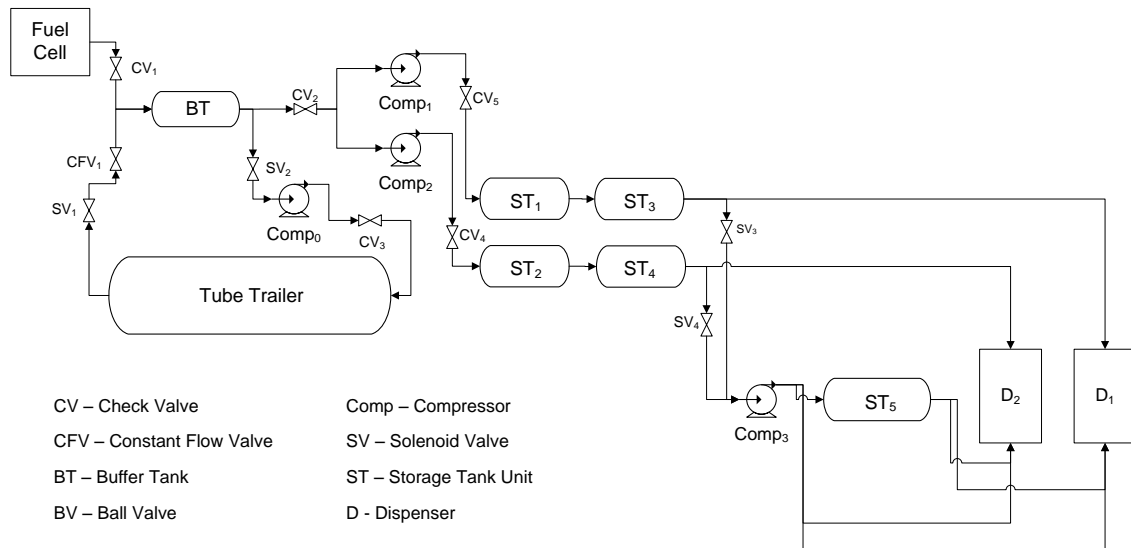 Fuel
Cell
CV₁
BT
CV₂
Comp₁
CV₅
CFV₁
SV₂
Comp₂
SV₁
Comp₀
CV₃
CV₄
ST₁
ST₃
SV₃
ST₂
ST₄
Tube Trailer
SV₄
Comp₃
ST₅
D₂
D₁
CV – Check Valve
CFV – Constant Flow Valve
BT – Buffer Tank
BV – Ball Valve
Comp – Compressor
SV – Solenoid Valve
ST – Storage Tank Unit
D - Dispenser